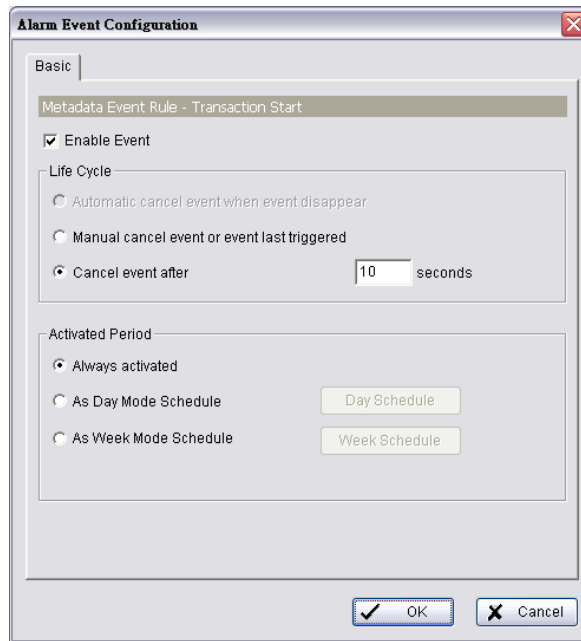 Alarm Event Configuration
Basic
Metadata Event Rule - Transaction Start
Enable Event
Life Cycle
Automatic cancel event when event disappear
Manual cancel event or event last triggered
Cancel event after 10 seconds
Activated Period
Always activated
As Day Mode Schedule Day Schedule
As Week Mode Schedule Week Schedule
OK Cancel